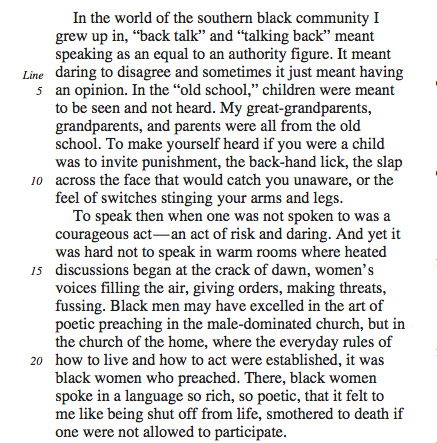 In the world of the southern black community I
grew up in, “back talk” and “talking back” meant
speaking as an equal to an authority figure. It meant
Line daring to disagree and sometimes it just meant having
5 an opinion. In the “old school,” children were meant
to be seen and not heard. My great-grandparents,
grandparents, and parents were all from the old
school. To make yourself heard if you were a child
was to invite punishment, the back-hand lick, the slap
10 across the face that would catch you unaware, or the
feel of switches stinging your arms and legs.
To speak then when one was not spoken to was a
courageous act—an act of risk and daring. And yet it
was hard not to speak in warm rooms where heated
15 discussions began at the crack of dawn, women’s
voices filling the air, giving orders, making threats,
fussing. Black men may have excelled in the art of
poetic preaching in the male-dominated church, but in
the church of the home, where the everyday rules of
20 how to live and how to act were established, it was
black women who preached. There, black women
spoke in a language so rich, so poetic, that it felt to
me like being shut off from life, smothered to death if
one were not allowed to participate.